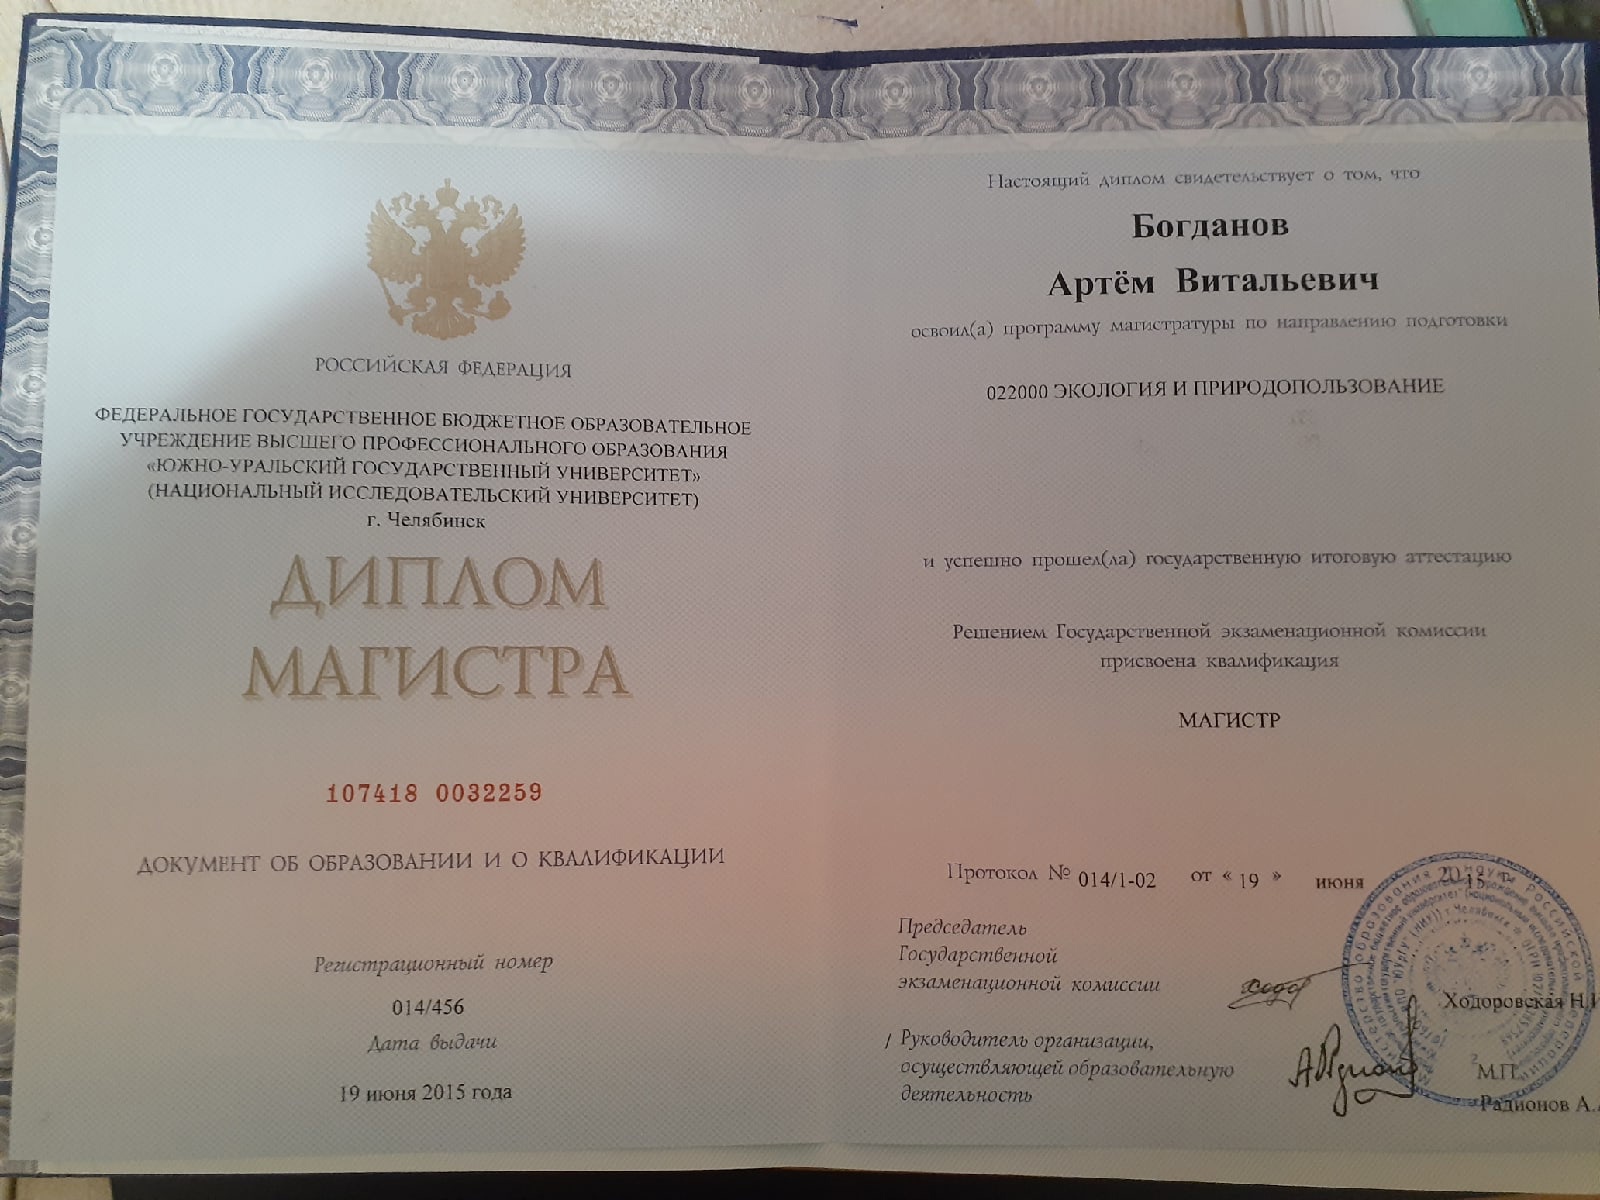 РОССИЙСКАЯ ФЕДЕРАЦИЯ
ФЕДЕРАЛЬНОЕ ГОСУДАРСТВЕННОЕ БЮДЖЕТНОЕ ОБРАЗОВАТЕЛЬНОЕ
УЧРЕЖДЕНИЕ ВЫСШЕГО ПРОФЕССИОНАЛЬНОГО ОБРАЗОВАНИЯ
«ЮЖНО-УРАЛЬСКИЙ ГОСУДАРСТВЕННЫЙ УНИВЕРСИТЕТ»
(НАЦИОНАЛЬНЫЙ ИССЛЕДОВАТЕЛЬСКИЙ УНИВЕРСИТЕТ)
г. Челябинск
ДИПЛОМ
МАГИСТРА
107418 0032259
ДОКУМЕНТ ОБ ОБРАЗОВАНИИ И О КВАЛИФИКАЦИИ
Регистрационный номер
014/456
Дата выдачи
19 июня 2015 года
Настоящий диплом свидетельствует о том, что
Богданов
Артём Витальевич
освоил(а) программу магистратуры по направлению подготовки
022000 ЭКОЛОГИЯ И ПРИРОДОПОЛЬЗОВАНИЕ
и успешно прошел(ла) государственную итоговую аттестацию
Решением Государственной экзаменационной комиссии
присвоена квалификация
МАГИСТР
Протокол № 014/1-02 от « 19 » июня 2015 г.
Председатель
Государственной
экзаменационной комиссии
Ходоровская Н.И
Руководитель организации,
осуществляющей образовательную
деятельность
М.П.
Радионов А.